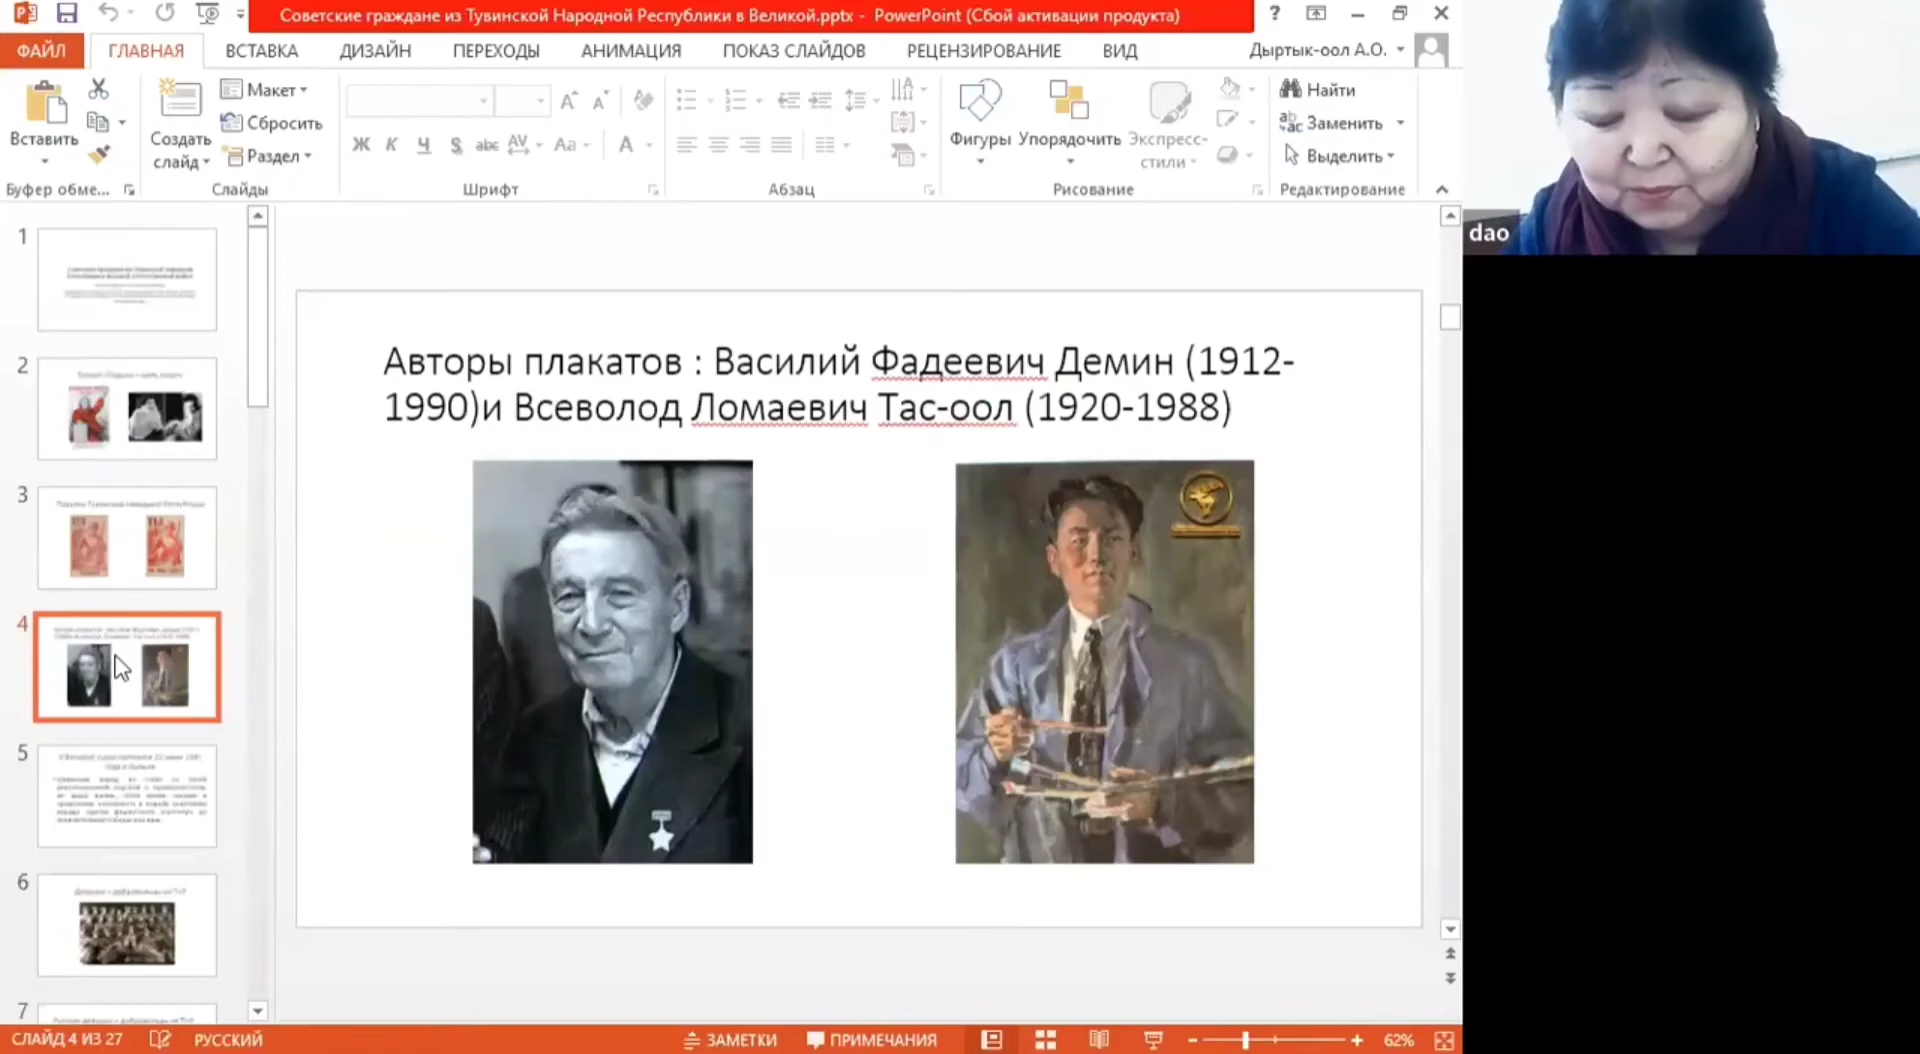 Советские граждане из Тувинской Народной Республики в Великой.pptx - PowerPoint (Сбой активации продукта)
ФАЙЛ ГЛАВНАЯ ВСТАВКА ДИЗАЙН ПЕРЕХОДЫ АНИМАЦИЯ ПОКАЗ СЛАЙДОВ РЕЦЕНЗИРОВАНИЕ ВИД Дыртык-оол А.О.
Вставить
Создать слайд
Макет
Сбросить
Раздел
Ж К Ч S abc AV Aa A
Фигуры
Упорядочить
Экспресс-стили
Найти
Заменить
Выделить
Буфер обме... Слайды Шрифт Абзац Рисование Редактирование
dao
1
2
3
4
5
6
7
Авторы плакатов : Василий Фадеевич Демин (1912-
1990)и Всеволод Ломаевич Тас-оол (1920-1988)
СЛАЙД 4 ИЗ 27 РУССКИЙ ЗАМЕТКИ ПРИМЕЧАНИЯ 62%